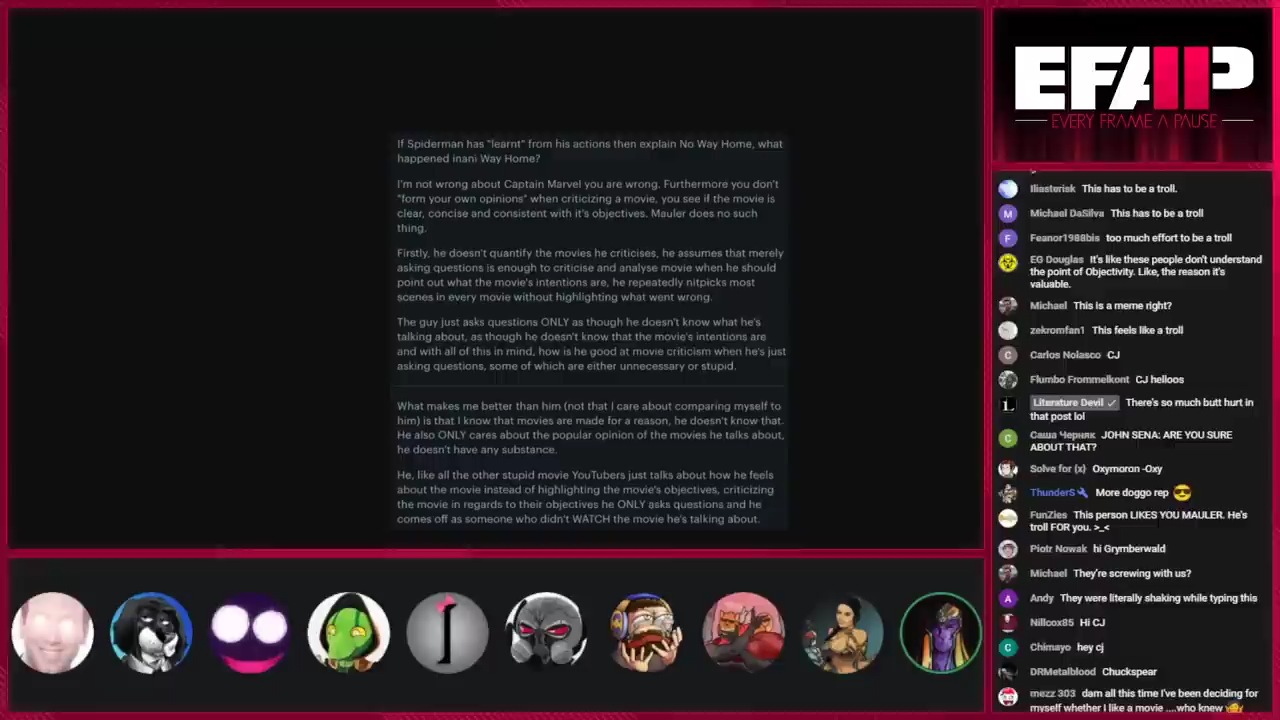 If Spiderman has "learnt" from his actions then explain No Way Home, what
happened inani Way Home?
I'm not wrong about Captain Marvel you are wrong. Furthermore you don't
"form your own opinions" when criticizing a movie, you see if the movie is
clear, concise and consistent with it's objectives. Mauler does no such
thing.
Firstly, he doesn't quantify the movies he criticises, he assumes that merely
asking questions is enough to criticise and analyse movie when he should
point out what the movie's intentions are, he repeatedly nitpicks most
scenes in every movie without highlighting what went wrong.
The guy just asks questions ONLY as though he doesn't know what he's
talking about, as though he doesn't know that the movie's intentions are
and with all of this in mind, how is he good at movie criticism when he's just
asking questions, some of which are either unnecessary or stupid.
What makes me better than him (not that I care about comparing myself to
him) is that I know that movies are made for a reason, he doesn't know that.
He also ONLY cares about the popular opinion of the movies he talks about,
he doesn't have any substance.
He, like all the other stupid movie YouTubers just talks about how he feels
about the movie instead of highlighting the movie's objectives, criticizing
the movie in regards to their objectives he ONLY asks questions and he
comes off as someone who didn't WATCH the movie he's talking about.
EFAP
EVERY FRAME A PAUSE
Iliasterisk This has to be a troll.
M Michael DaSilva This has to be a troll
F Feanor1988bis too much effort to be a troll
EG Douglas It's like these people don't understand
the point of Objectivity. Like, the reason it's
valuable.
Michael This is a meme right?
zekromfan1 This feels like a troll
C Carlos Nolasco CJ
Flumbo Frommelkont CJ helloos
L Literature Devil ✓ There's so much butt hurt in
that post lol
C Саша Черняк JOHN SENA: ARE YOU SURE
ABOUT THAT?
Solve for {x} Oxymoron -Oxy
ThunderS More doggo rep 😎
FunZies This person LIKES YOU MAULER. He's
troll FOR you. >_<
Piotr Nowak hi Grymberwald
Michael They're screwing with us?
A Andy They were literally shaking while typing this
Nillcox85 Hi CJ
C Chimayo hey cj
DRMetalblood Chuckspear
mezz 303 dam all this time I've been deciding for
myself whether I like a movie ....who knew